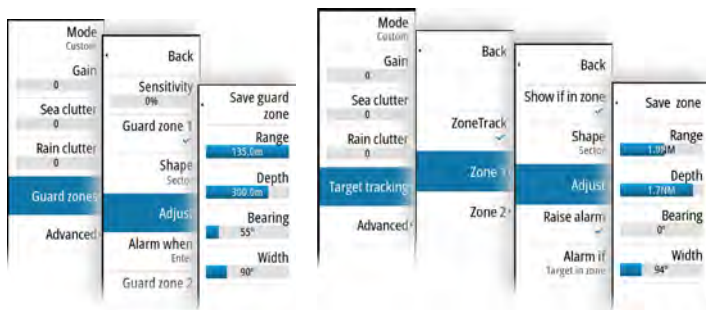 Mode
Custom
Gain
0
Sea clutter
0
Rain clutter
0
Guard zones
Advanced
Back
Sensitivity
0%
Guard zone 1
Shape
Sector
Adjust
Alarm when
Enter
Guard zone 2
Save guard
zone
Range
135.0m
Depth
300.0m
Bearing
55°
Width
90°
Mode
Custom
Gain
0
Sea clutter
0
Rain clutter
0
Target tracking
Advanced
Back
ZoneTrack
Zone 1
Zone 2
Back
Show if in zone
Shape
Sector
Adjust
Raise alarm
Alarm if
Target in zone
Save zone
Range
1.9NM
Depth
1.7NM
Bearing
0°
Width
94°